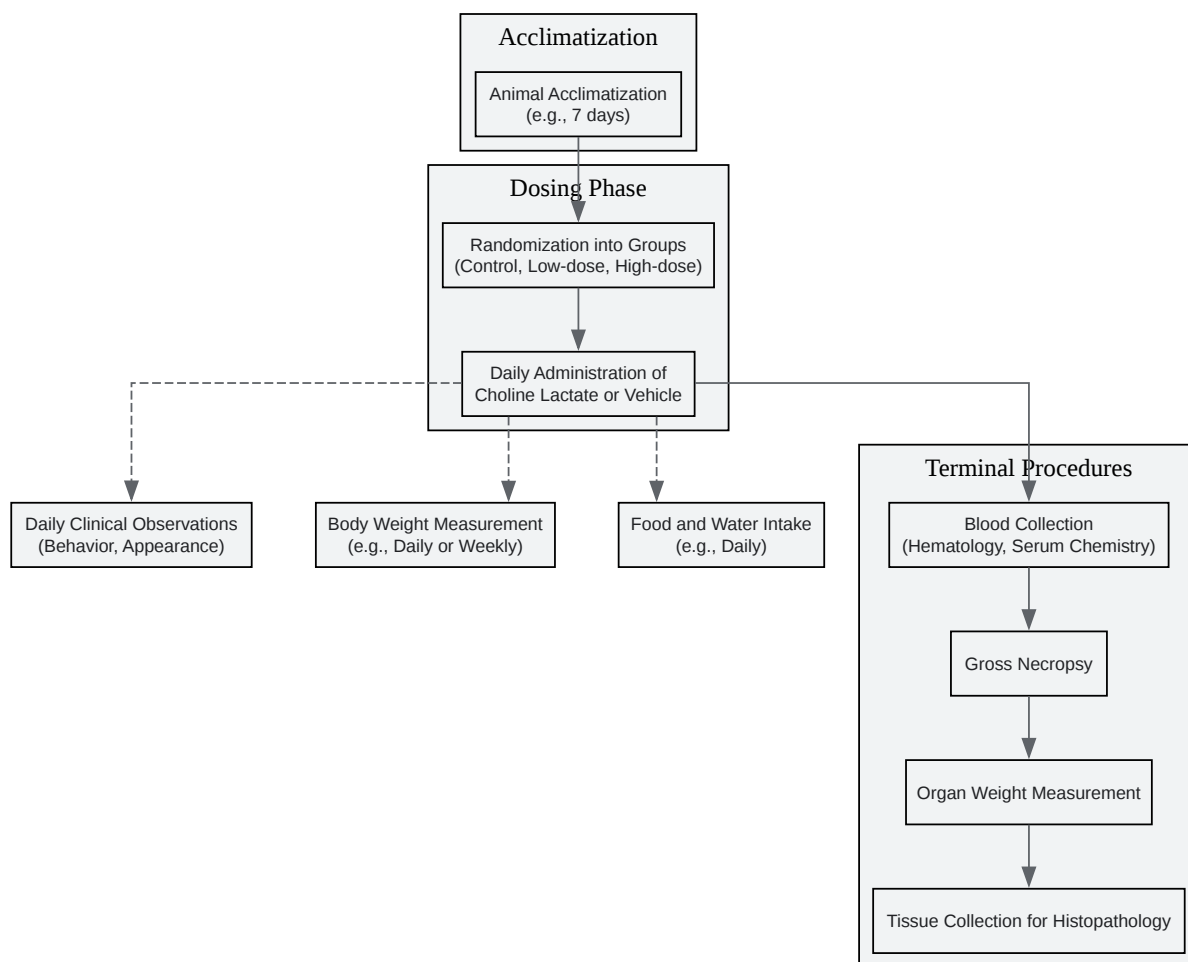 Acclimatization
Animal Acclimatization
(e.g., 7 days)
Dosing Phase
Randomization into Groups
(Control, Low-dose, High-dose)
Daily Administration of
Choline Lactate or Vehicle
Daily Clinical Observations
(Behavior, Appearance)
Body Weight Measurement
(e.g., Daily or Weekly)
Food and Water Intake
(e.g., Daily)
Terminal Procedures
Blood Collection
(Hematology, Serum Chemistry)
Gross Necropsy
Organ Weight Measurement
Tissue Collection for Histopathology